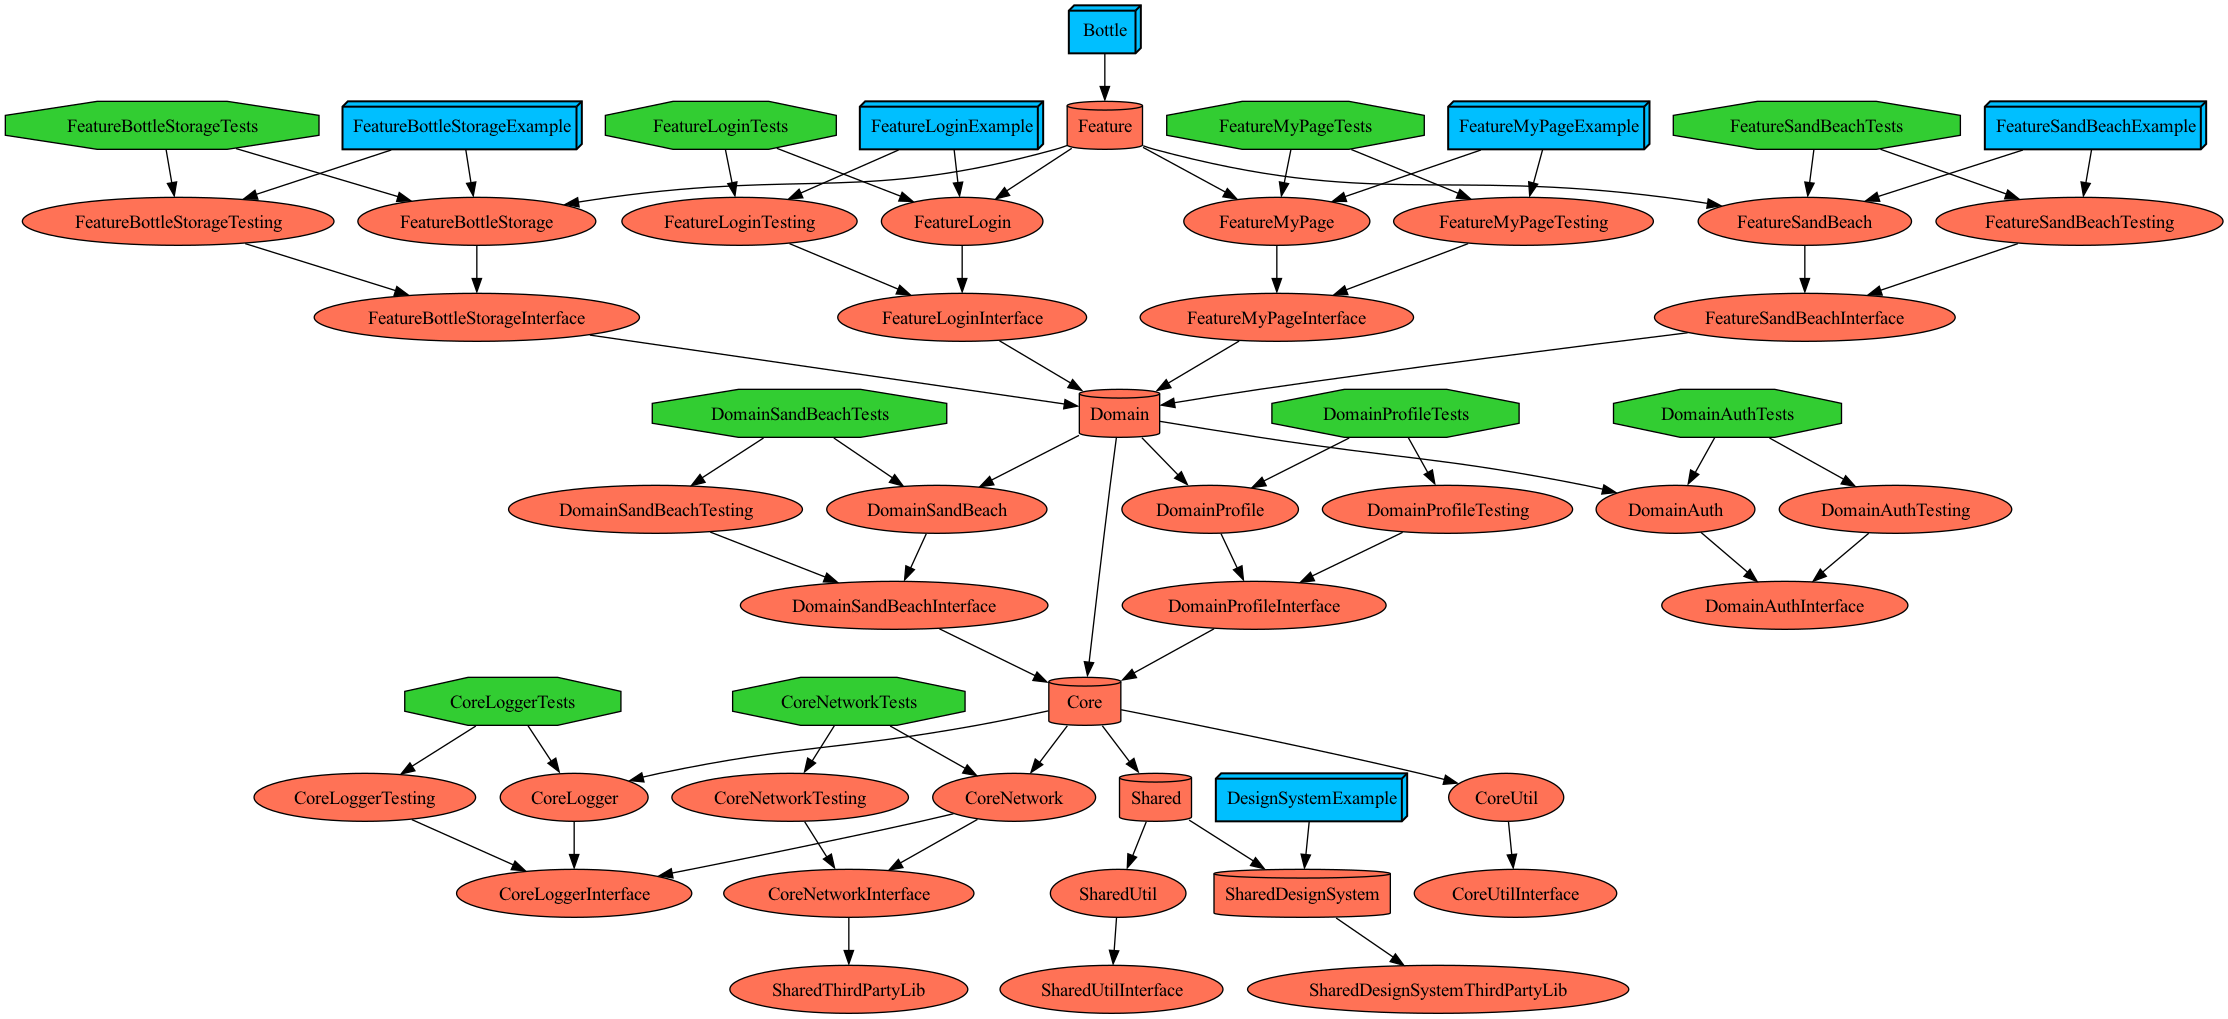 Bottle
FeatureBottleStorageTests
FeatureBottleStorageExample
FeatureLoginTests
FeatureLoginExample
Feature
FeatureMyPageTests
FeatureMyPageExample
FeatureSandBeachTests
FeatureSandBeachExample
FeatureBottleStorageTesting
FeatureBottleStorage
FeatureLoginTesting
FeatureLogin
FeatureMyPage
FeatureMyPageTesting
FeatureSandBeach
FeatureSandBeachTesting
FeatureBottleStorageInterface
FeatureLoginInterface
FeatureMyPageInterface
FeatureSandBeachInterface
DomainSandBeachTests
Domain
DomainProfileTests
DomainAuthTests
DomainSandBeachTesting
DomainSandBeach
DomainProfile
DomainProfileTesting
DomainAuth
DomainAuthTesting
DomainSandBeachInterface
DomainProfileInterface
DomainAuthInterface
CoreLoggerTests
CoreNetworkTests
Core
CoreLoggerTesting
CoreLogger
CoreNetworkTesting
CoreNetwork
Shared
DesignSystemExample
CoreUtil
CoreLoggerInterface
CoreNetworkInterface
SharedUtil
SharedDesignSystem
CoreUtilInterface
SharedThirdPartyLib
SharedUtilInterface
SharedDesignSystemThirdPartyLib